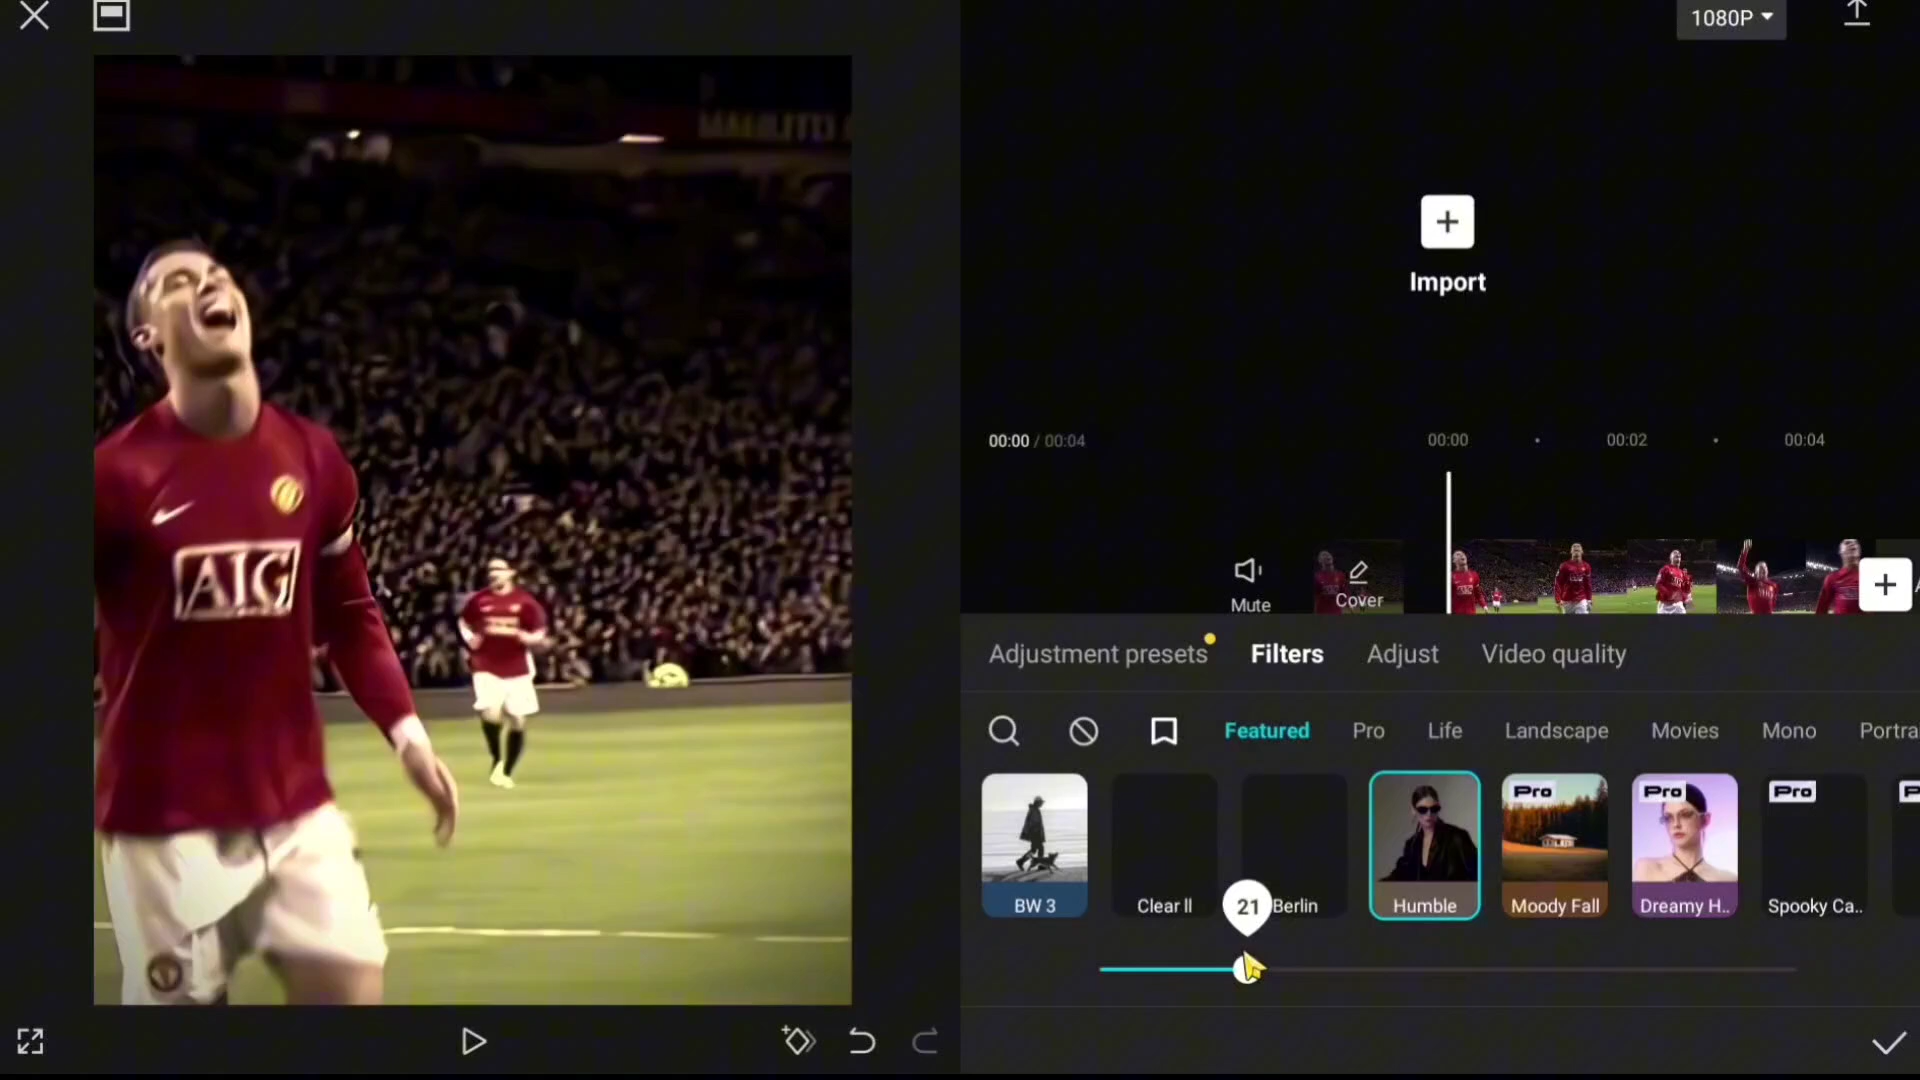 1080P
AIG
Import
00:00 / 00:04
00:00
00:02
00:04
Mute
Cover
Adjustment presets
Filters
Adjust
Video quality
Featured
Pro
Life
Landscape
Movies
Mono
Portra
BW 3
Clear II
Berlin
Humble
Pro
Moody Fall
Pro
Dreamy H..
Pro
Spooky Ca..
P
21